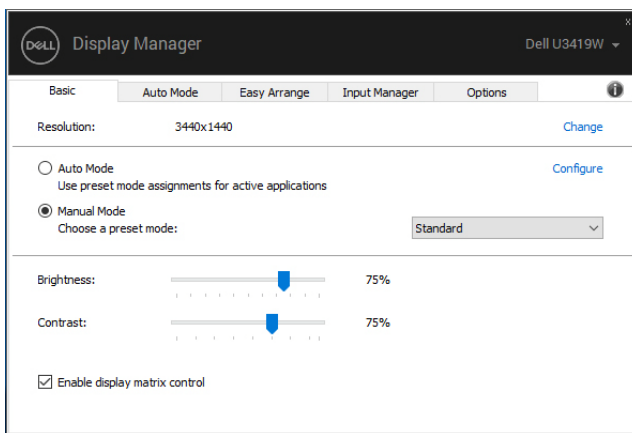 x
DELL Display Manager Dell U3419W
Basic Auto Mode Easy Arrange Input Manager Options i
Resolution: 3440x1440 Change
Auto Mode Configure
Use preset mode assignments for active applications
Manual Mode
Choose a preset mode: Standard
Brightness: 75%
Contrast: 75%
Enable display matrix control